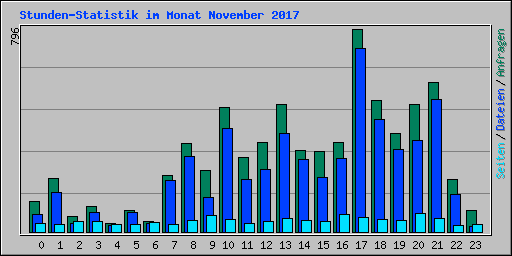 Stunden-Statistik im Monat November 2017
796
Seiten / Dateien / Anfragen
0 1 2 3 4 5 6 7 8 9 10 11 12 13 14 15 16 17 18 19 20 21 22 23